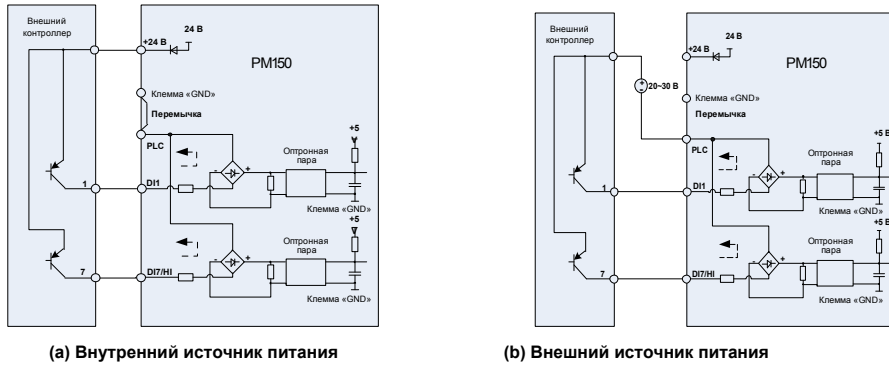 Внешний контроллер
+24 В
24 В
PM150
Клемма «GND»
Перемычка
PLC
+5
Оптронная пара
1
DI1
-
+
Клемма «GND»
+5
Оптронная пара
7
DI7/HI
-
+
Клемма «GND»
(a) Внутренний источник питания
Внешний контроллер
+24 В
24 В
PM150
20~30 В
Клемма «GND»
Перемычка
PLC
+5 В
Оптронная пара
1
DI1
-
+
Клемма «GND»
+5 В
Оптронная пара
7
DI7/HI
-
+
Клемма «GND»
(b) Внешний источник питания